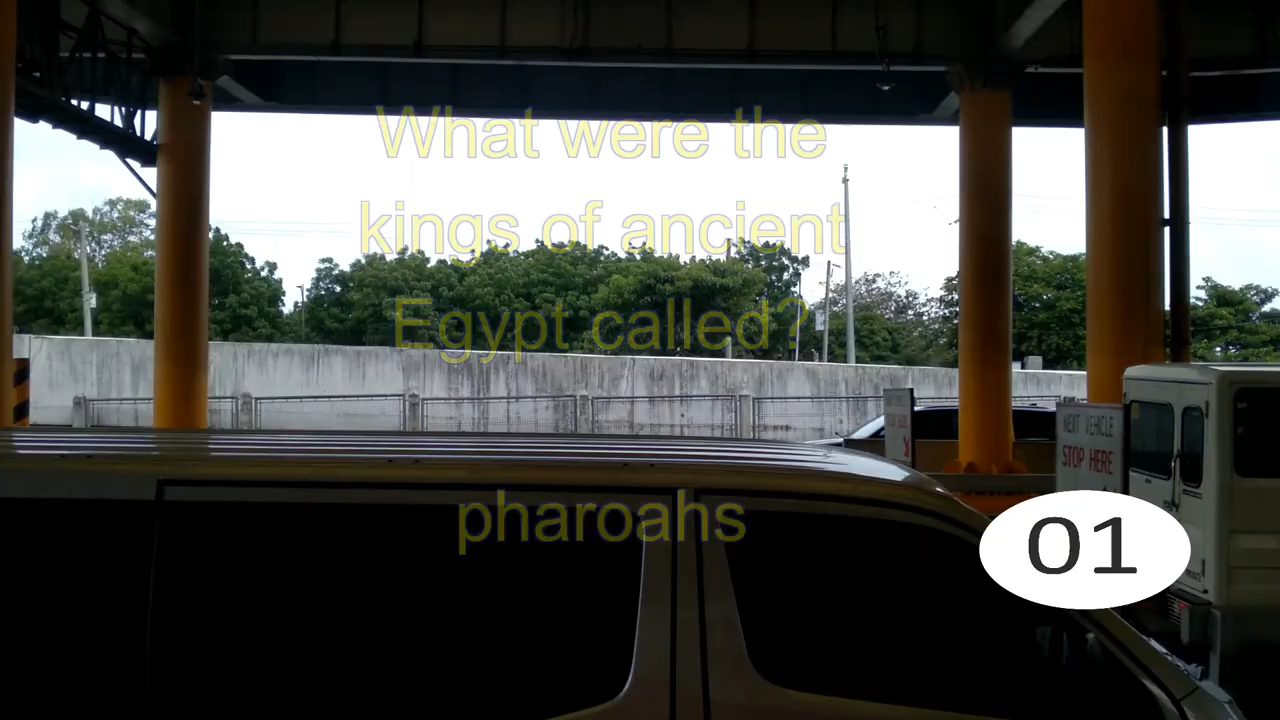 What were the
kings of ancient
Egypt called?
NEXT VEHICLE
STOP HERE
pharoahs
01